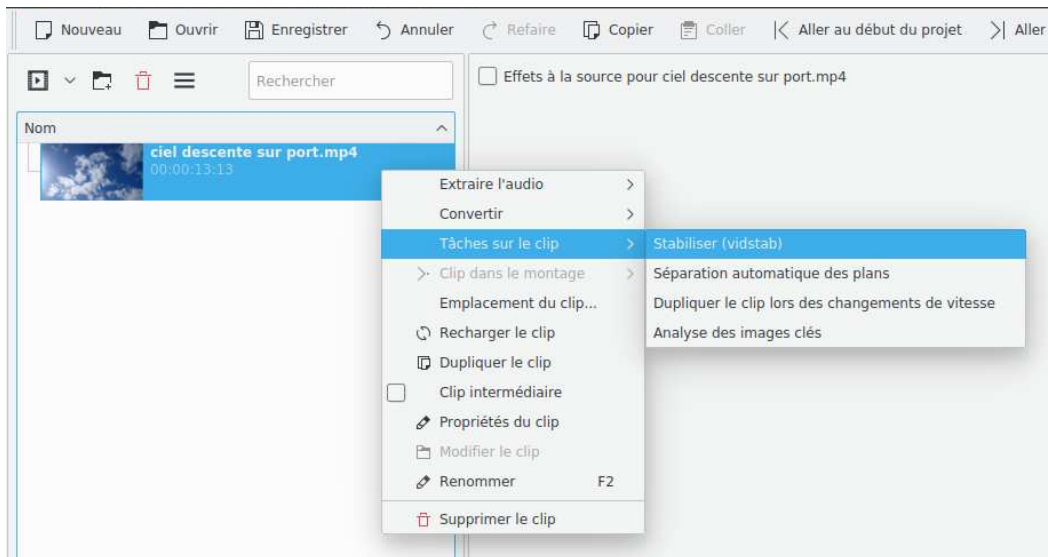 Nouveau Ouvrir Enregistrer Annuler Refaire Copier Coller Aller au début du projet Aller
Rechercher
Effets à la source pour ciel descente sur port.mp4
Nom
ciel descente sur port.mp4
00:00:13:13
Extraire l'audio
Convertir
Tâches sur le clip
Stabiliser (vidstab)
Clip dans le montage
Séparation automatique des plans
Emplacement du clip...
Dupliquer le clip lors des changements de vitesse
Recharger le clip
Analyse des images clés
Dupliquer le clip
Clip intermédiaire
Propriétés du clip
Modifier le clip
Renommer F2
Supprimer le clip